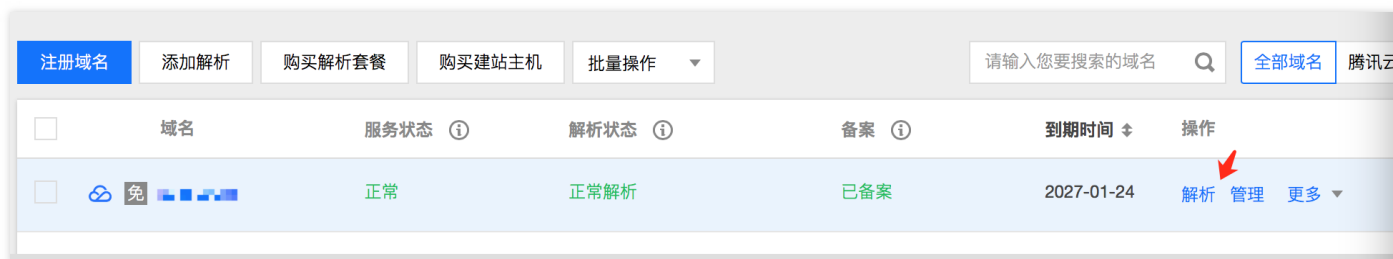 注册域名 添加解析 购买解析套餐 购买建站主机 批量操作 请输入您要搜索的域名 全部域名 腾讯云
域名 服务状态 解析状态 备案 到期时间 操作
免 正常 正常解析 已备案 2027-01-24 解析 管理 更多